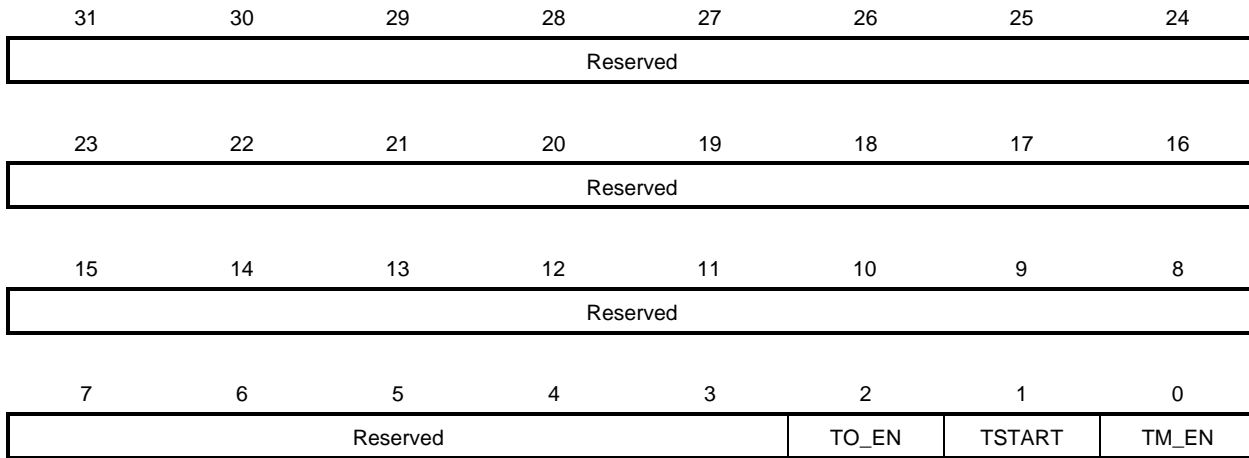 31 30 29 28 27 26 25 24
Reserved
23 22 21 20 19 18 17 16
Reserved
15 14 13 12 11 10 9 8
Reserved
7 6 5 4 3 2 1 0
Reserved TO_EN TSTART TM_EN